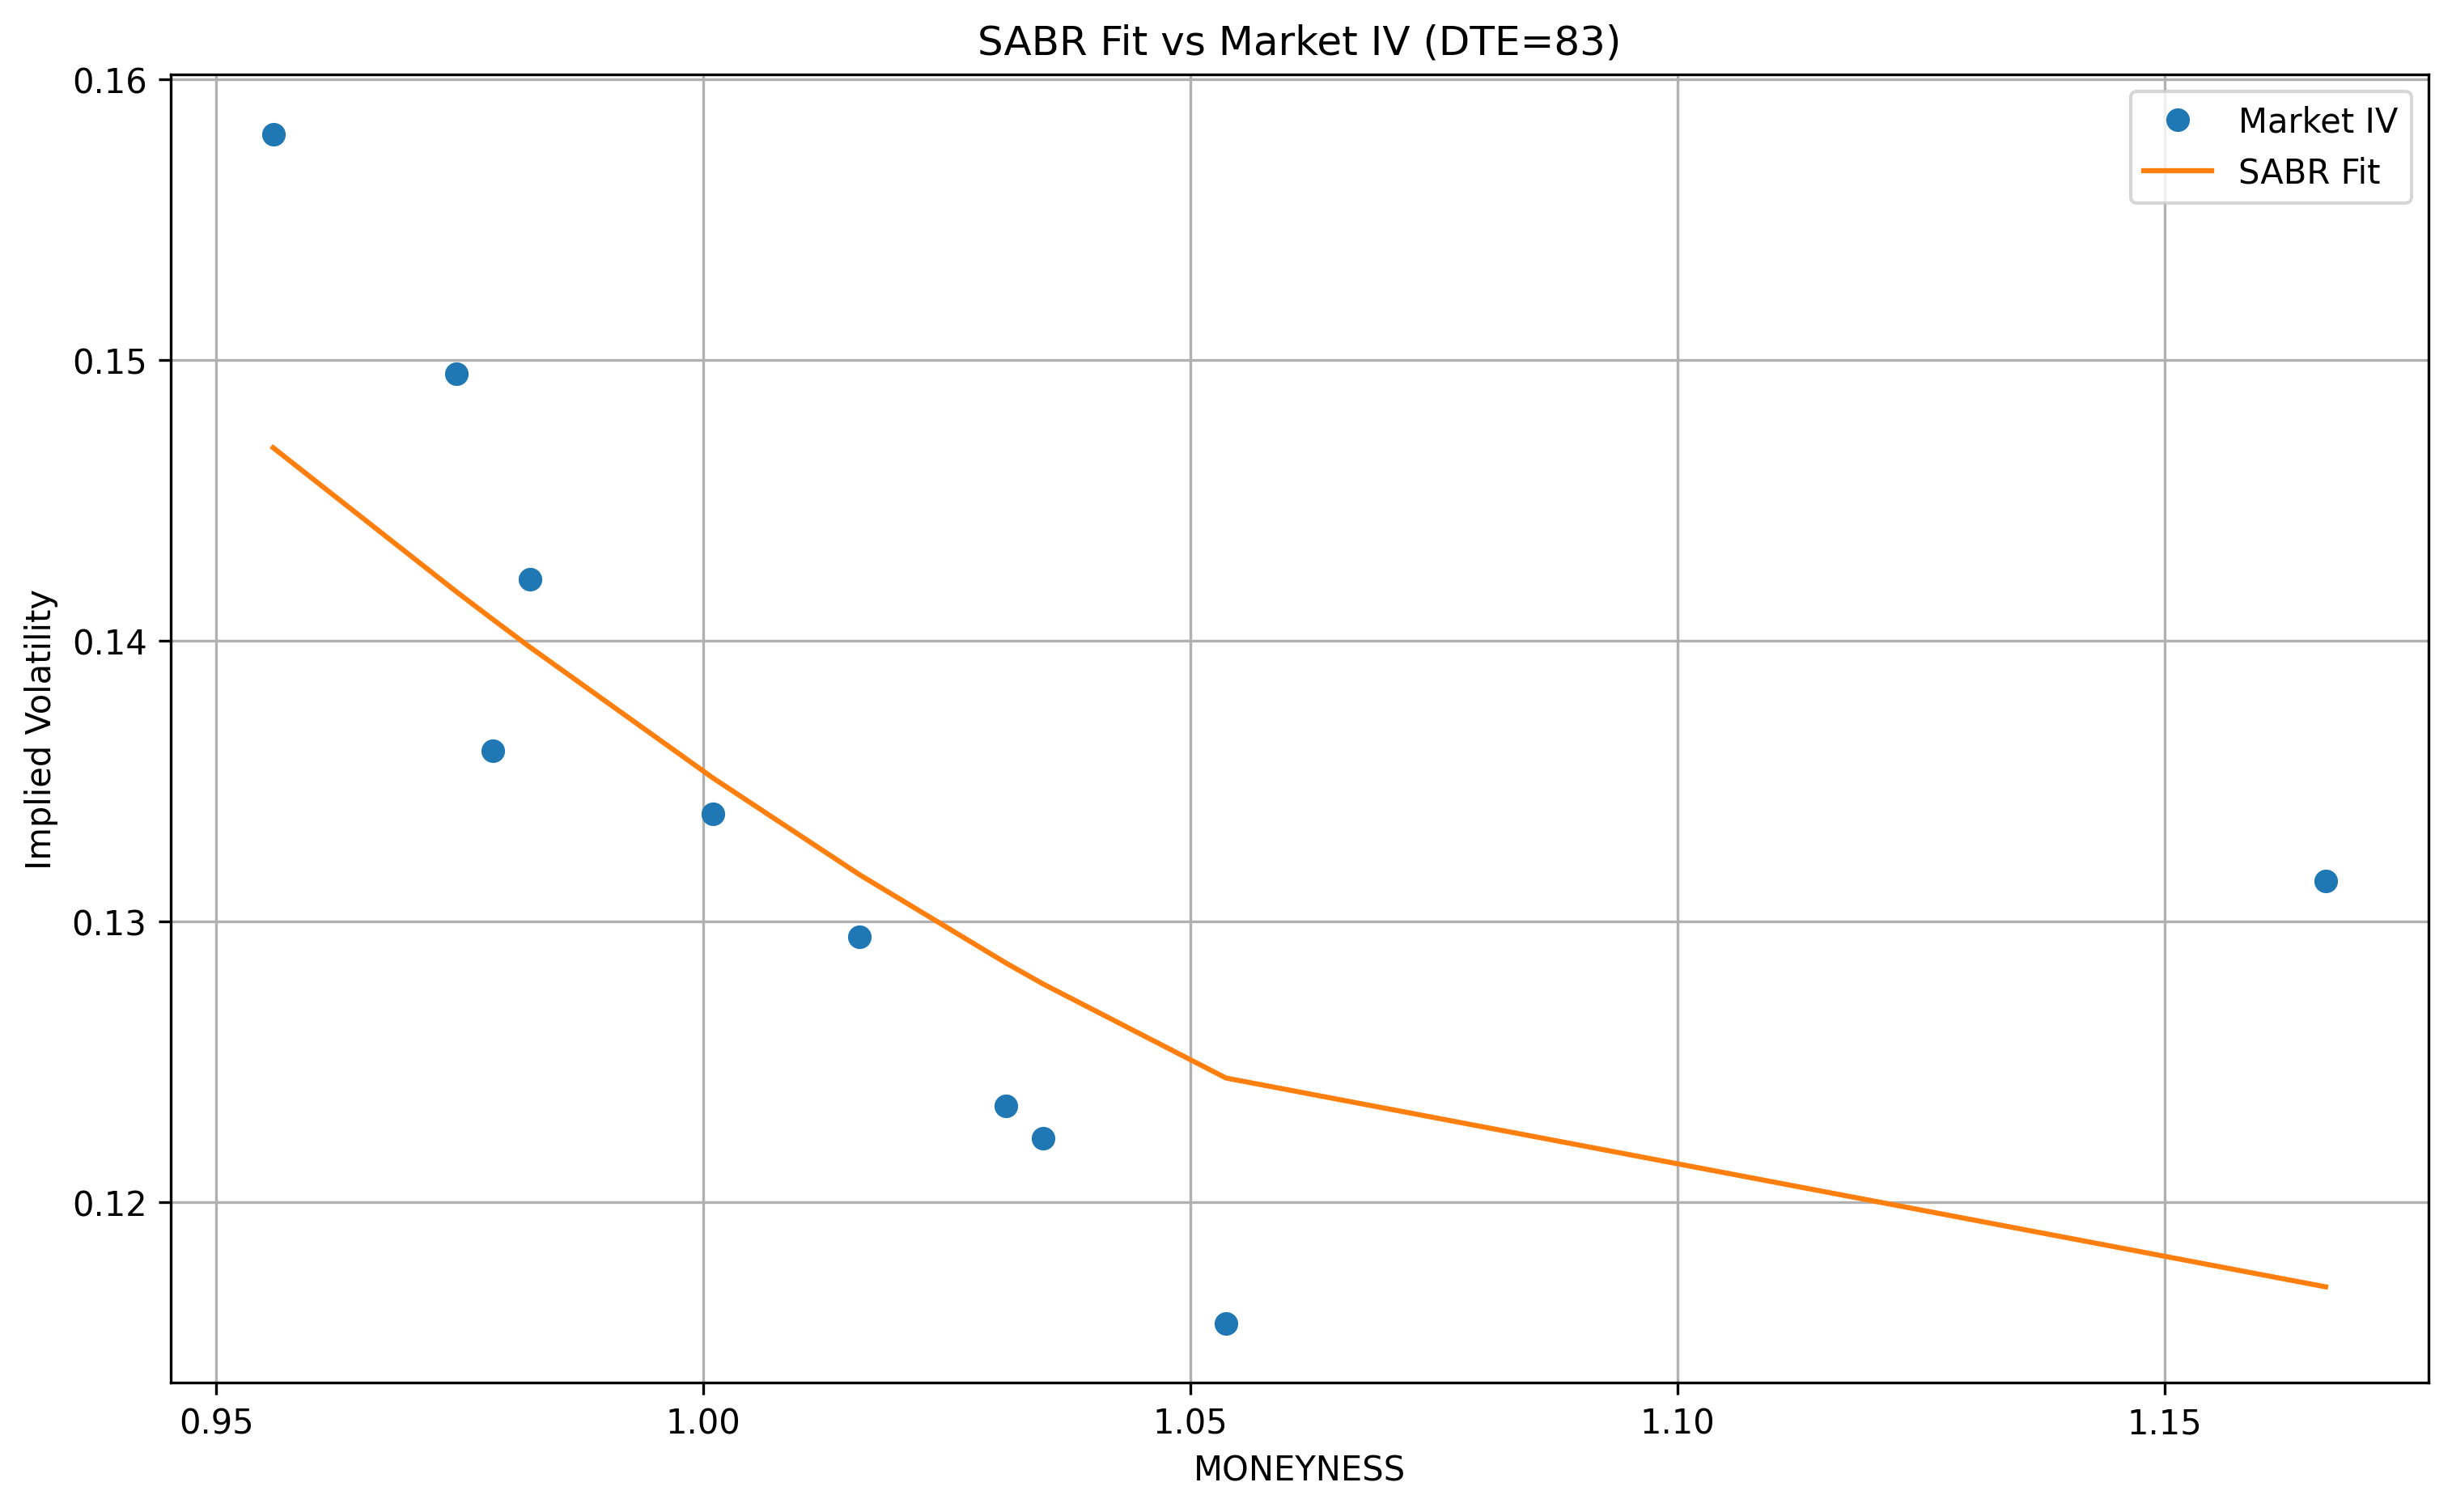 SABR Fit vs Market IV (DTE=83)
Market IV
SABR Fit
Implied Volatility
0.16
0.15
0.14
0.13
0.12
0.95 1.00 1.05 1.10 1.15
MONEYNESS